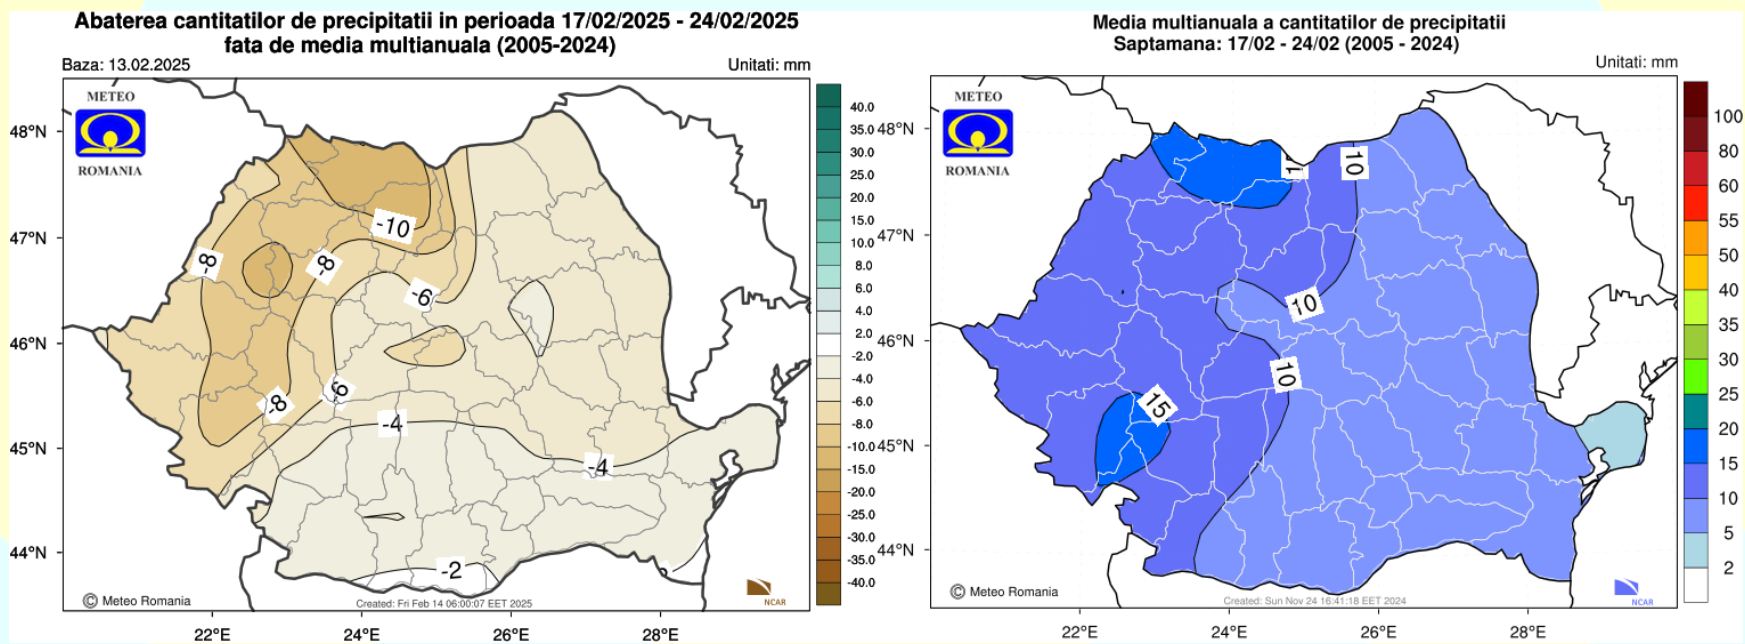 Abaterea cantitatilor de precipitatii in perioada 17/02/2025 - 24/02/2025
fata de media multianuala (2005-2024)
Baza: 13.02.2025
Unitati: mm
METEO
ROMANIA
48°N
47°N
46°N
45°N
44°N
22°E
24°E
26°E
28°E
-10
-8
-8
-6
-6
-8
-4
-4
-2
40.0
35.0
30.0
25.0
20.0
15.0
10.0
8.0
6.0
4.0
2.0
-2.0
-4.0
-6.0
-8.0
-10.0
-15.0
-20.0
-25.0
-30.0
-35.0
-40.0
© Meteo Romania
Created: Fri Feb 14 06:00:07 EET 2025
NCAR
Media multianuala a cantitatilor de precipitatii
Saptamana: 17/02 - 24/02 (2005 - 2024)
Unitati: mm
METEO
ROMANIA
48°N
47°N
46°N
45°N
44°N
22°E
24°E
26°E
28°E
10
10
10
15
100
80
60
55
50
40
35
30
25
20
15
10
5
2
© Meteo Romania
Created: Sun Nov 24 16:41:18 EET 2024
NCAR